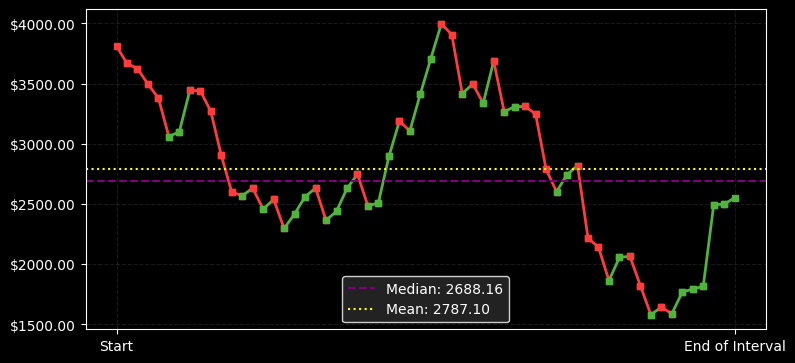 $4000.00
$3500.00
$3000.00
$2500.00
$2000.00
$1500.00
Median: 2688.16
Mean: 2787.10
Start
End of Interval